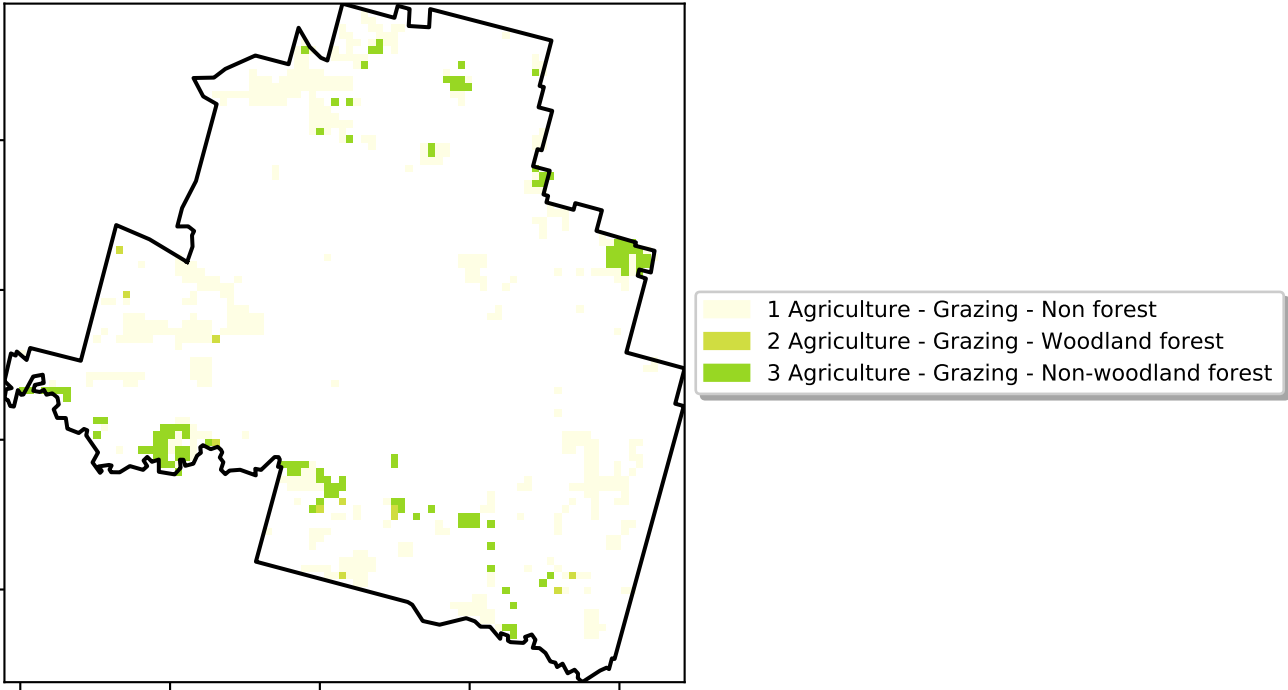 1 Agriculture - Grazing - Non forest
2 Agriculture - Grazing - Woodland forest
3 Agriculture - Grazing - Non-woodland forest